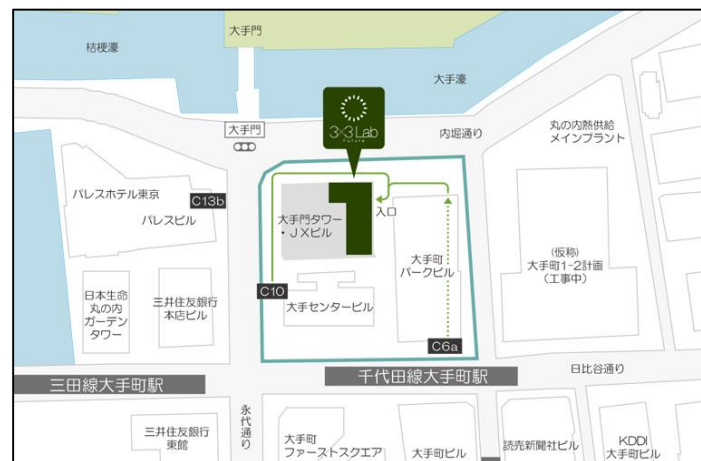 大手門
桔梗濠
大手濠
3×3Lab
Future
大手門
内堀通り
丸の内熱供給
メインプラント
パレスホテル東京
C13b
パレスビル
大手門タワー
・JXビル
入口
大手町
パークビル
(仮称)
大手町1-2計画
(工事中)
日本生命
丸の内
ガーデン
タワー
三井住友銀行
本店ビル
C10
大手センタービル
C6a
日比谷通り
三田線大手町駅
千代田線大手町駅
永代通り
三井住友銀行
東館
大手町
ファーストスクエア
大手町ビル
読売新聞社ビル
KDDI
大手町ビル